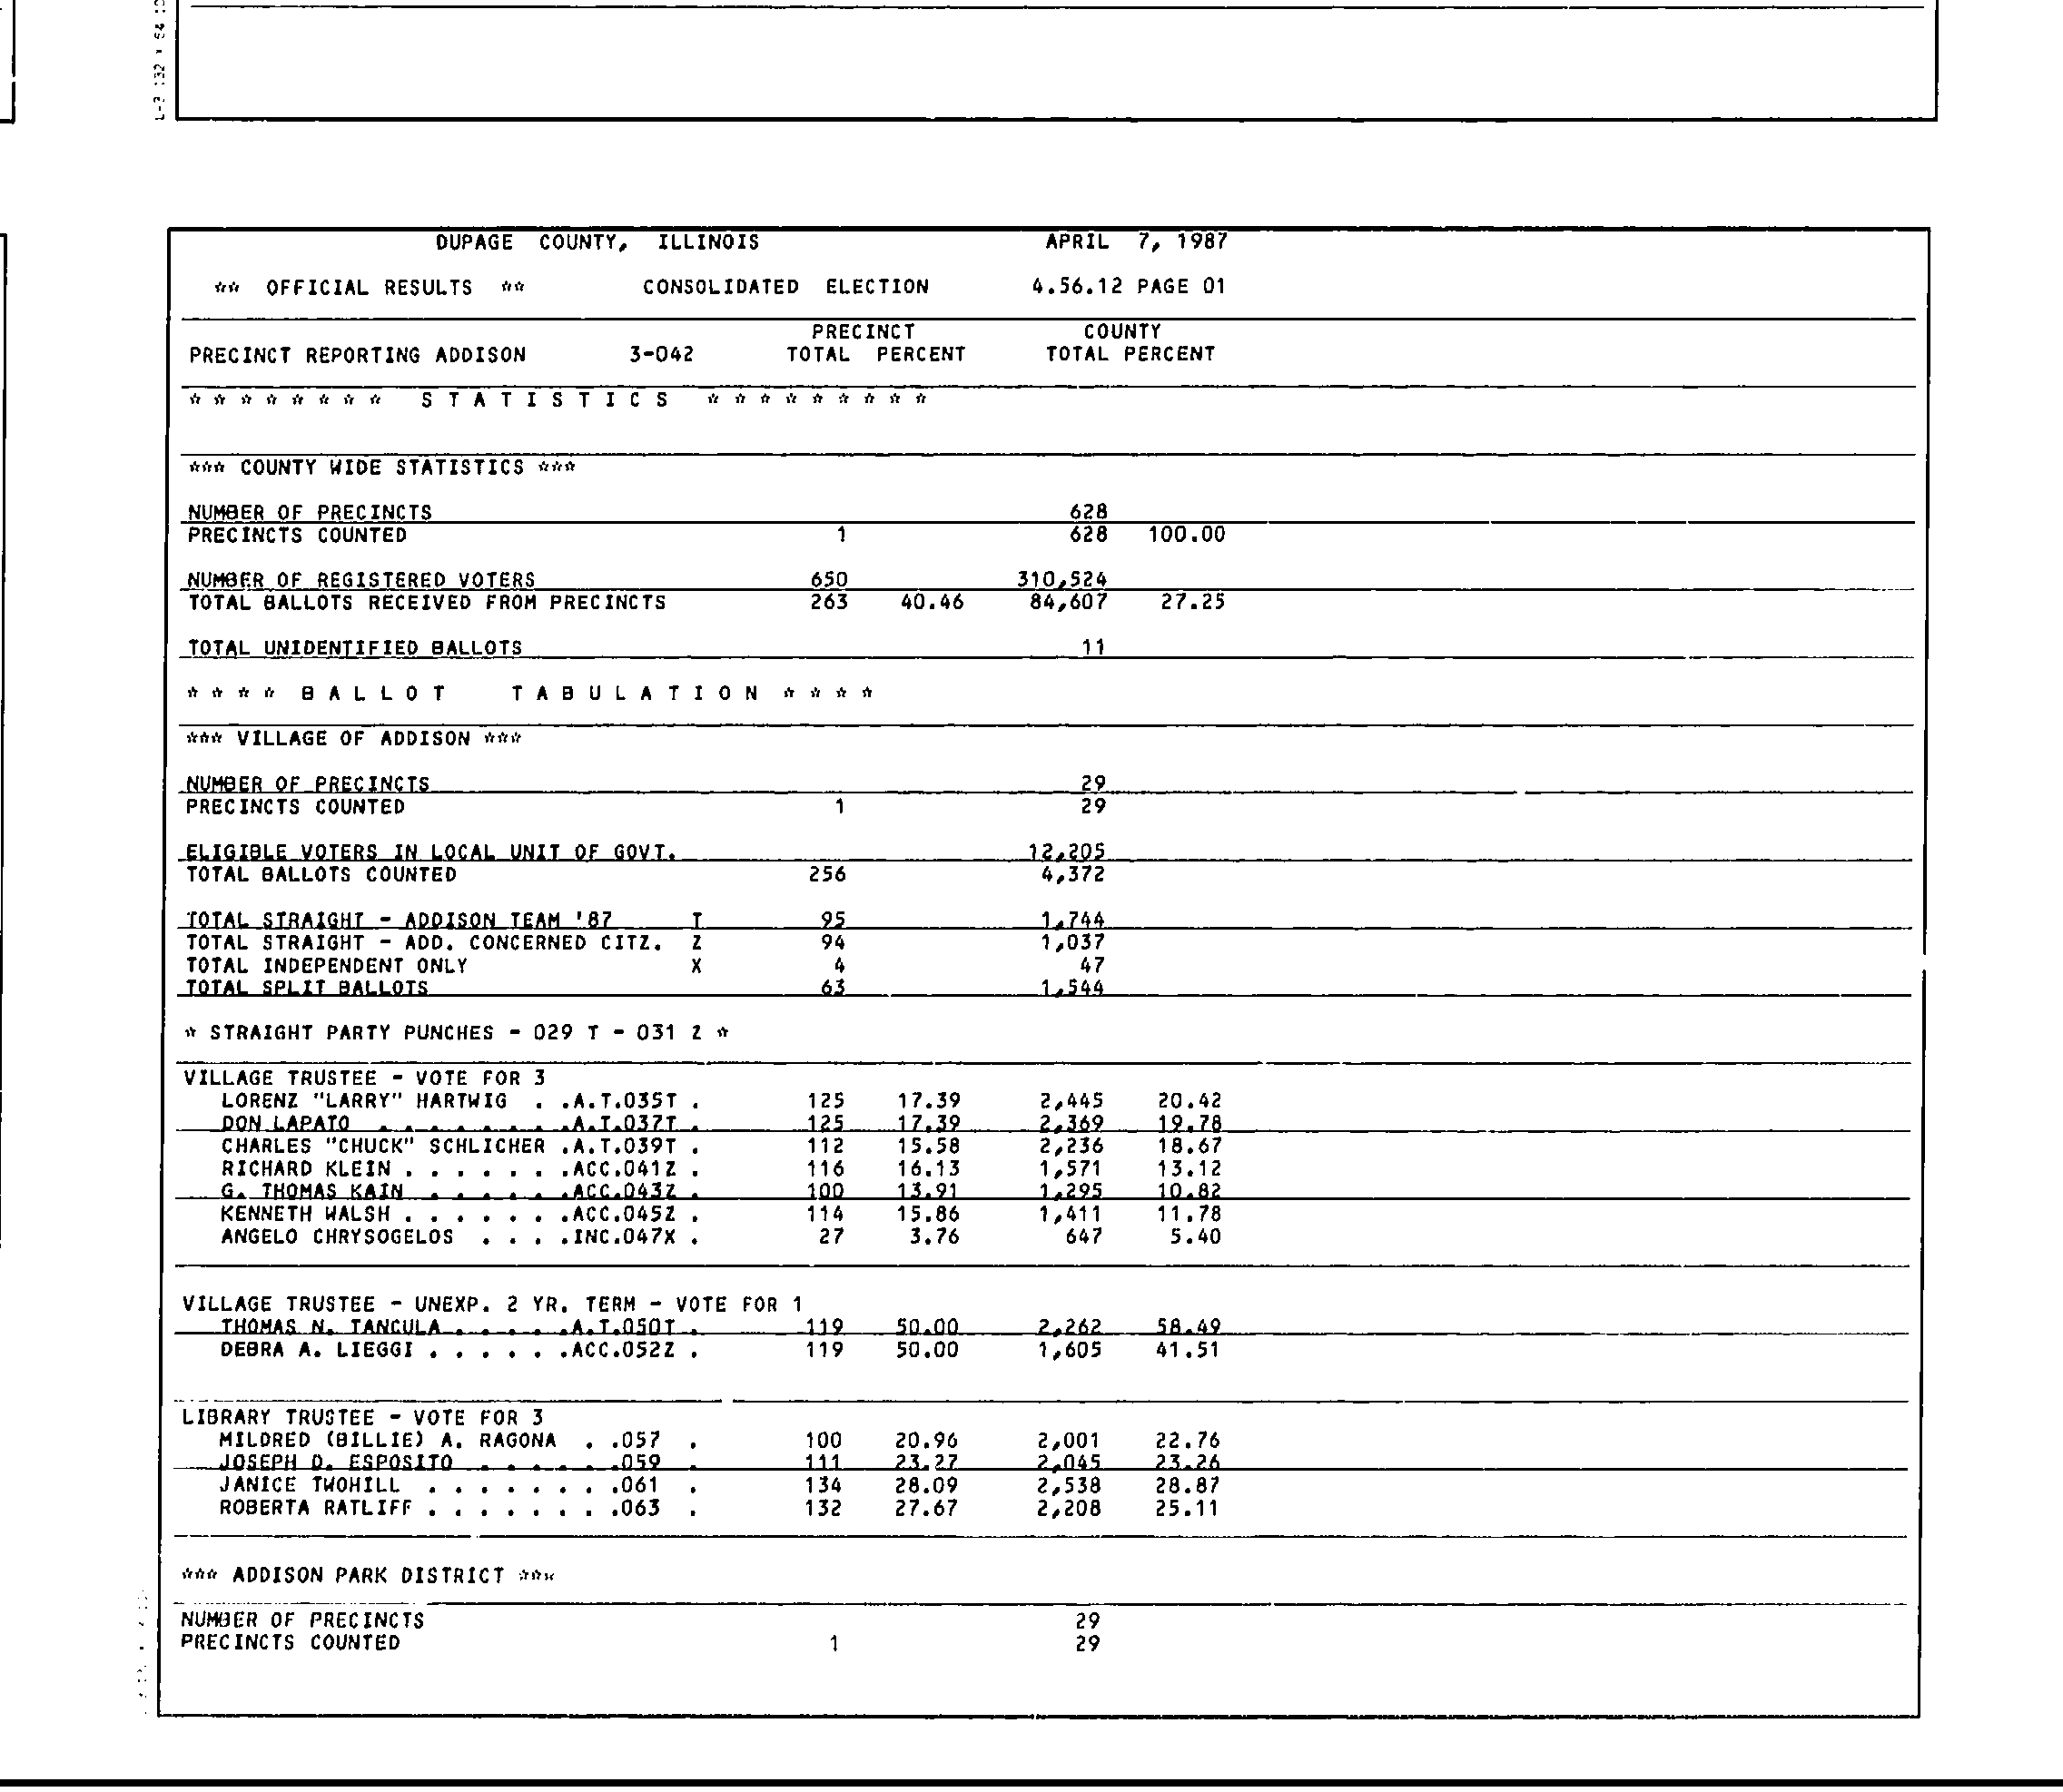 DUPAGE COUNTY, ILLINOIS APRIL 7, 1987
** OFFICIAL RESULTS ** CONSOLIDATED ELECTION 4.56.12 PAGE 01
PRECINCT COUNTY
PRECINCT REPORTING ADDISON 3-042 TOTAL PERCENT TOTAL PERCENT
* * * * * * * * S T A T I S T I C S * * * * * * * * *
*** COUNTY WIDE STATISTICS ***
NUMBER OF PRECINCTS 628
PRECINCTS COUNTED 1 628 100.00
NUMBER OF REGISTERED VOTERS 650 310,524
TOTAL BALLOTS RECEIVED FROM PRECINCTS 263 40.46 84,607 27.25
TOTAL UNIDENTIFIED BALLOTS 11
* * * * B A L L O T T A B U L A T I O N * * * *
*** VILLAGE OF ADDISON ***
NUMBER OF PRECINCTS 29
PRECINCTS COUNTED 1 29
ELIGIBLE VOTERS IN LOCAL UNIT OF GOVT. 12,205
TOTAL BALLOTS COUNTED 256 4,372
TOTAL STRAIGHT - ADDISON TEAM '87 T 95 1,744
TOTAL STRAIGHT - ADD. CONCERNED CITZ. Z 94 1,037
TOTAL INDEPENDENT ONLY X 4 47
TOTAL SPLIT BALLOTS 63 1,544
* STRAIGHT PARTY PUNCHES - 029 T - 031 Z *
VILLAGE TRUSTEE - VOTE FOR 3
LORENZ "LARRY" HARTWIG . .A.T.035T . 125 17.39 2,445 20.42
DON LAPATO . . . . . . . .A.T.037T . 125 17.39 2,369 19.78
CHARLES "CHUCK" SCHLICHER .A.T.039T . 112 15.58 2,236 18.67
RICHARD KLEIN . . . . . . .ACC.041Z . 116 16.13 1,571 13.12
G. THOMAS KAIN . . . . . .ACC.043Z . 100 13.91 1,295 10.82
KENNETH WALSH . . . . . . .ACC.045Z . 114 15.86 1,411 11.78
ANGELO CHRYSOGELOS . . . .INC.047X . 27 3.76 647 5.40
VILLAGE TRUSTEE - UNEXP. 2 YR. TERM - VOTE FOR 1
THOMAS N. TANCULA . . . . .A.T.050T . 119 50.00 2,262 58.49
DEBRA A. LIEGGI . . . . . .ACC.052Z . 119 50.00 1,605 41.51
LIBRARY TRUSTEE - VOTE FOR 3
MILDRED (BILLIE) A. RAGONA . .057 . 100 20.96 2,001 22.76
JOSEPH D. ESPOSITO . . . . . .059 . 111 23.27 2,045 23.26
JANICE TWOHILL . . . . . . . .061 . 134 28.09 2,538 28.87
ROBERTA RATLIFF . . . . . . . .063 . 132 27.67 2,208 25.11
*** ADDISON PARK DISTRICT ***
NUMBER OF PRECINCTS 29
PRECINCTS COUNTED 1 29